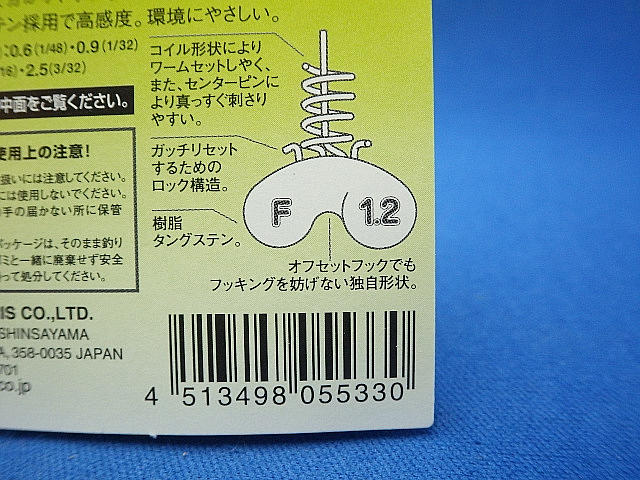 テン採用で高感度。環境にやさしい。
:0.6(1/48)・0.9(1/32)
16)・2.5(3/32)
中面をご覧ください。
コイル形状により
ワームセットしやく、
また、センターピンに
より真っすぐ刺さり
やすい。
使用上の注意!
扱いには注意してください。
には使用しないでください。
手の届かない所に保管
パッケージは、そのまま釣り
ゴミと一緒に廃棄せず安全
って処分してください。
ガッチリセット
するための
ロック構造。
樹脂
タングステン。
F
1.2
オフセットフックでも
フッキングを妨げない独自形状。
IS CO.,LTD.
SHINSAYAMA
A, 358-0035 JAPAN
701
co.jp
4 513498 055330